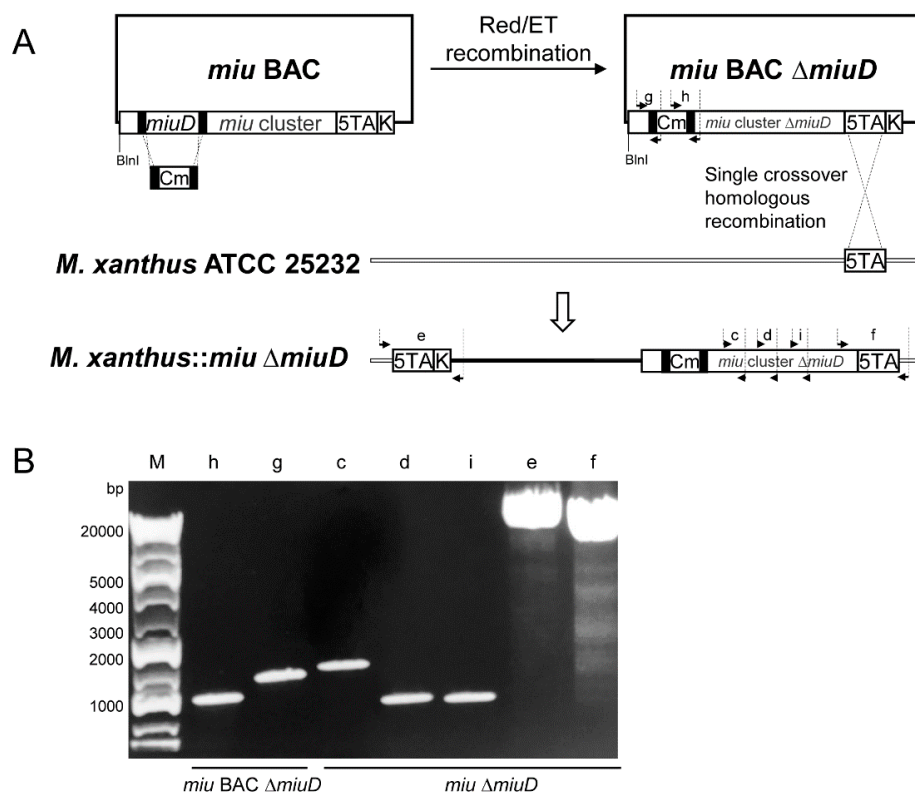 A
Red/ET
recombination
miu BAC
miu BAC ΔmiuD
g h
miuD miu cluster 5TA K
Cm miu cluster ΔmiuD 5TA K
BlnI
BlnI
Cm
Single crossover
homologous
recombination
M. xanthus ATCC 25232
5TA
e c d i f
M. xanthus::miu ΔmiuD
5TA K Cm miu cluster ΔmiuD 5TA
B
M h g c d i e f
bp
20000
5000
4000
3000
2000
1000
miu BAC ΔmiuD miu ΔmiuD